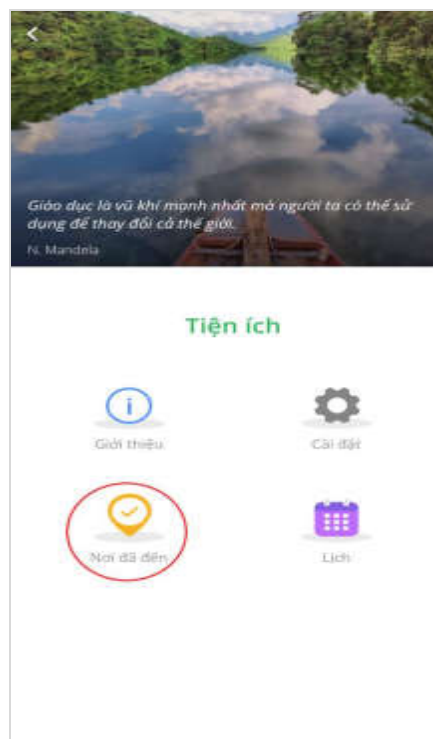 Giáo dục là vũ khí mạnh nhất mà người ta có thể sử
dụng để thay đổi cả thế giới.
N. Mandela
Tiện ích
Giới thiệu
Cài đặt
Nơi đã đến
Lịch